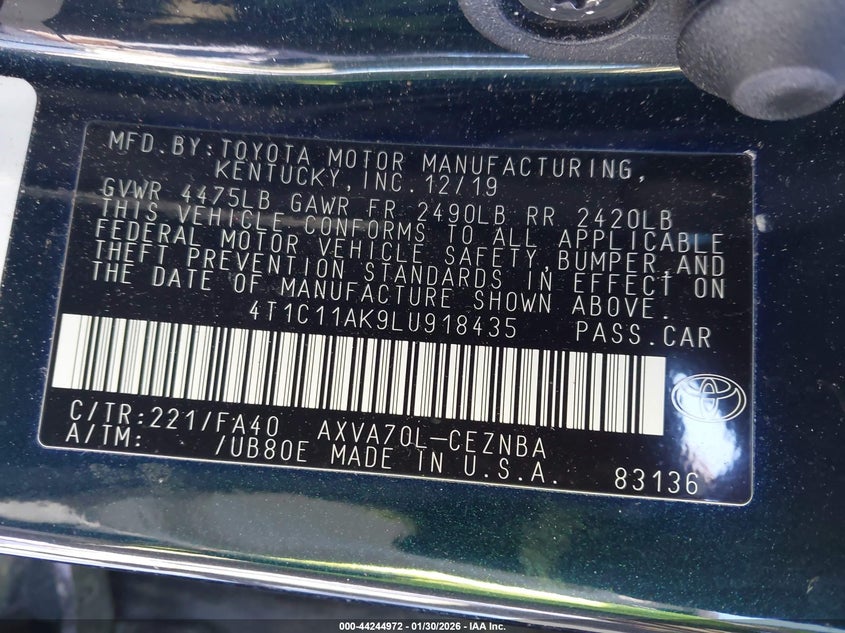 MFD.BY:TOYOTA MOTOR MANUFACTURING,
KENTUCKY,INC.12/19
GVWR 4475LB GAWR FR 2490LB RR 2420LB
THIS VEHICLE CONFORMS TO ALL APPLICABLE
FEDERAL MOTOR VEHICLE SAFETY,BUMPER,AND
THEFT PREVENTION STANDARDS IN EFFECT ON
THE DATE OF MANUFACTURE SHOWN ABOVE.
4T1C11AK9LU918435 PASS.CAR
C/TR:221/FA40 AXVA70L-CEZNBA
A/TM: /UB80E MADE IN U.S.A. 83136
000-44244972 - 01/30/2026 - IAA Inc.